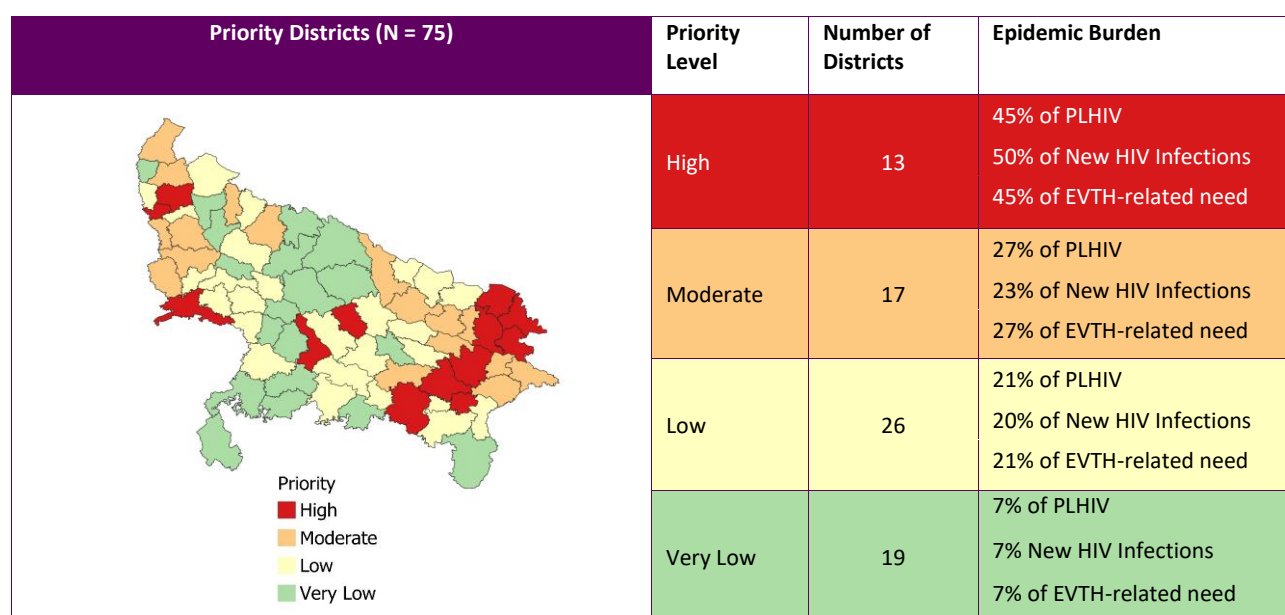 Priority Districts (N = 75)
Priority Level
Number of Districts
Epidemic Burden
High
13
45% of PLHIV
50% of New HIV Infections
45% of EVTH-related need
Moderate
17
27% of PLHIV
23% of New HIV Infections
27% of EVTH-related need
Low
26
21% of PLHIV
20% of New HIV Infections
21% of EVTH-related need
Very Low
19
7% of PLHIV
7% New HIV Infections
7% of EVTH-related need
Priority
High
Moderate
Low
Very Low